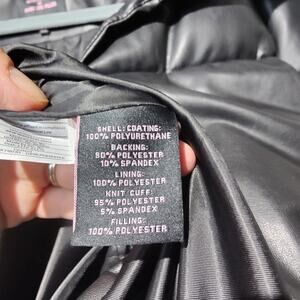 SHELL: COATING:
100% POLYURETHANE
BACKING:
90% POLYESTER
10% SPANDEX
LINING:
100% POLYESTER
KNIT CUFF:
95% POLYESTER
5% SPANDEX
FILLING:
100% POLYESTER